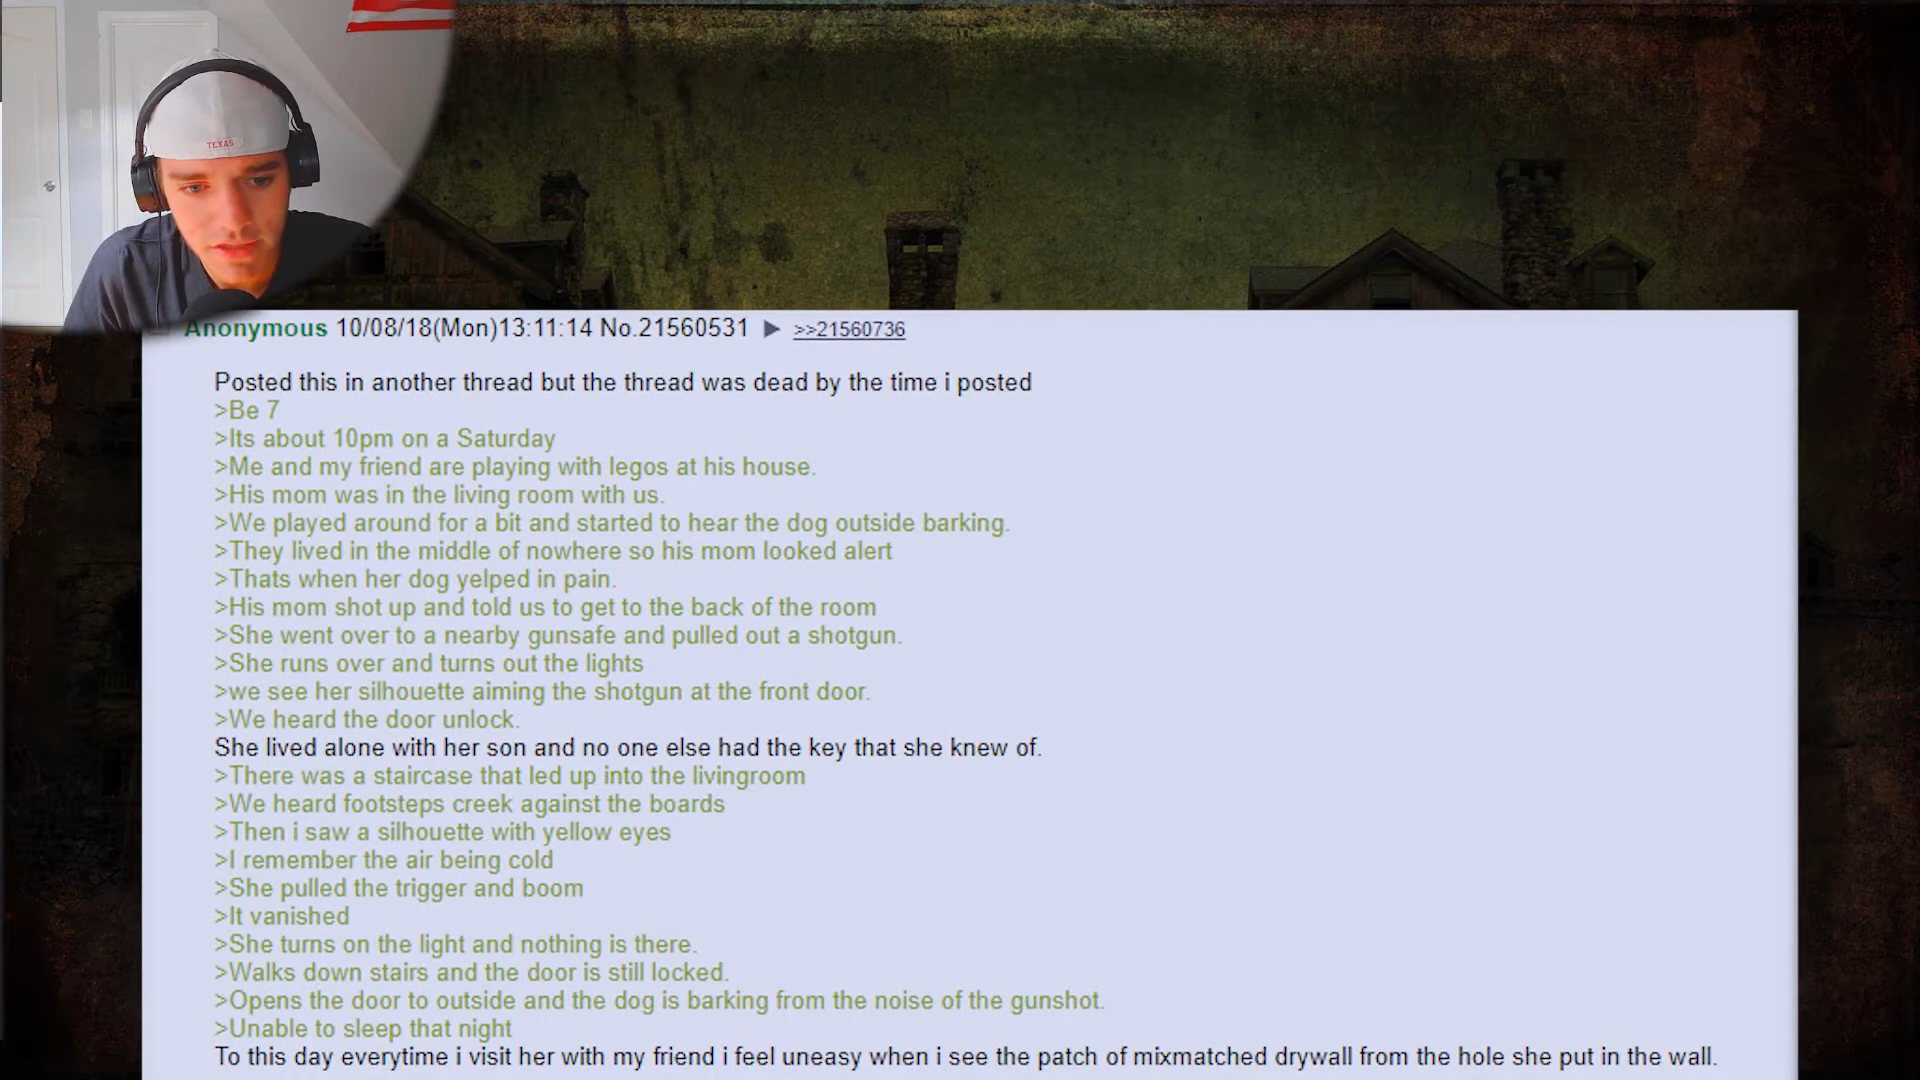 TEXAS
Anonymous 10/08/18(Mon)13:11:14 No.21560531 ▶ >>21560736
Posted this in another thread but the thread was dead by the time i posted
>Be 7
>Its about 10pm on a Saturday
>Me and my friend are playing with legos at his house.
>His mom was in the living room with us.
>We played around for a bit and started to hear the dog outside barking.
>They lived in the middle of nowhere so his mom looked alert
>Thats when her dog yelped in pain.
>His mom shot up and told us to get to the back of the room
>She went over to a nearby gunsafe and pulled out a shotgun.
>She runs over and turns out the lights
>we see her silhouette aiming the shotgun at the front door.
>We heard the door unlock.
She lived alone with her son and no one else had the key that she knew of.
>There was a staircase that led up into the livingroom
>We heard footsteps creek against the boards
>Then i saw a silhouette with yellow eyes
>I remember the air being cold
>She pulled the trigger and boom
>It vanished
>She turns on the light and nothing is there.
>Walks down stairs and the door is still locked.
>Opens the door to outside and the dog is barking from the noise of the gunshot.
>Unable to sleep that night
To this day everytime i visit her with my friend i feel uneasy when i see the patch of mixmatched drywall from the hole she put in the wall.